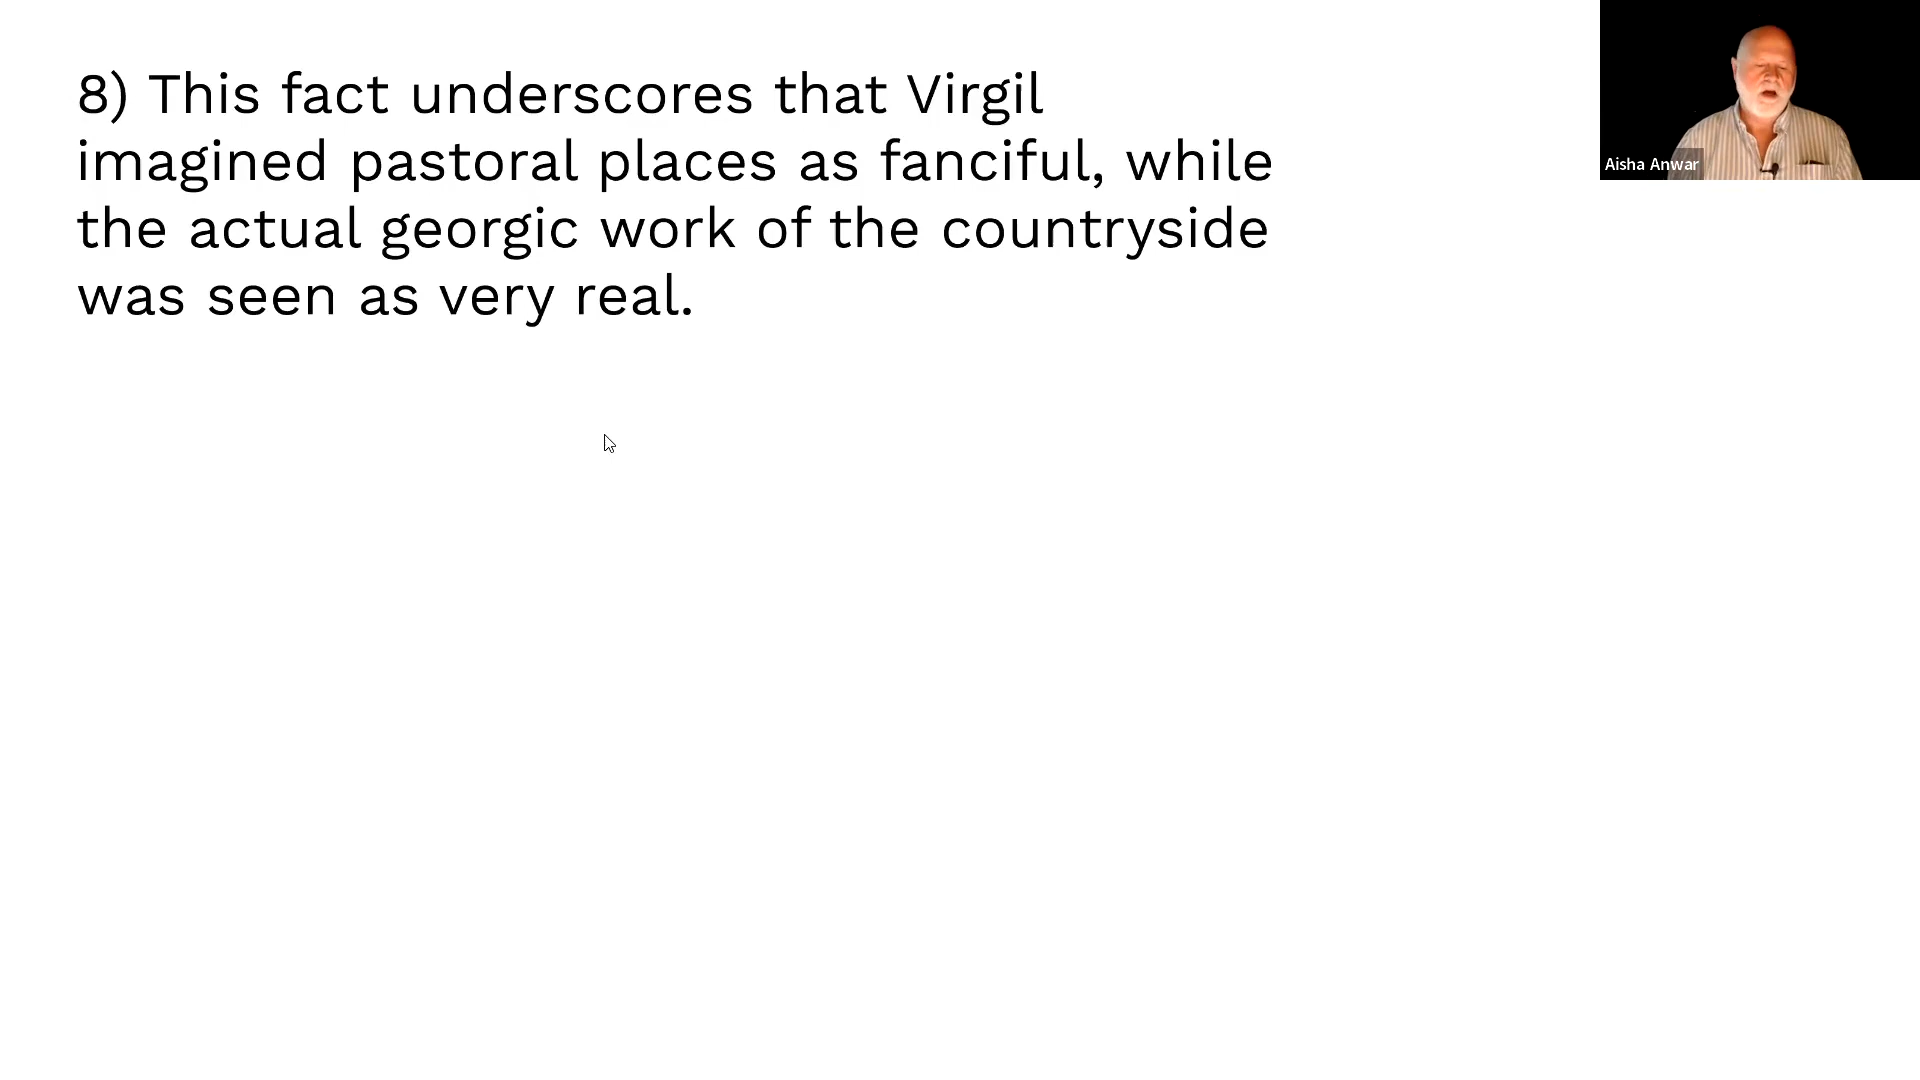 8) This fact underscores that Virgil
imagined pastoral places as fanciful, while
the actual georgic work of the countryside
was seen as very real.
Aisha Anwar